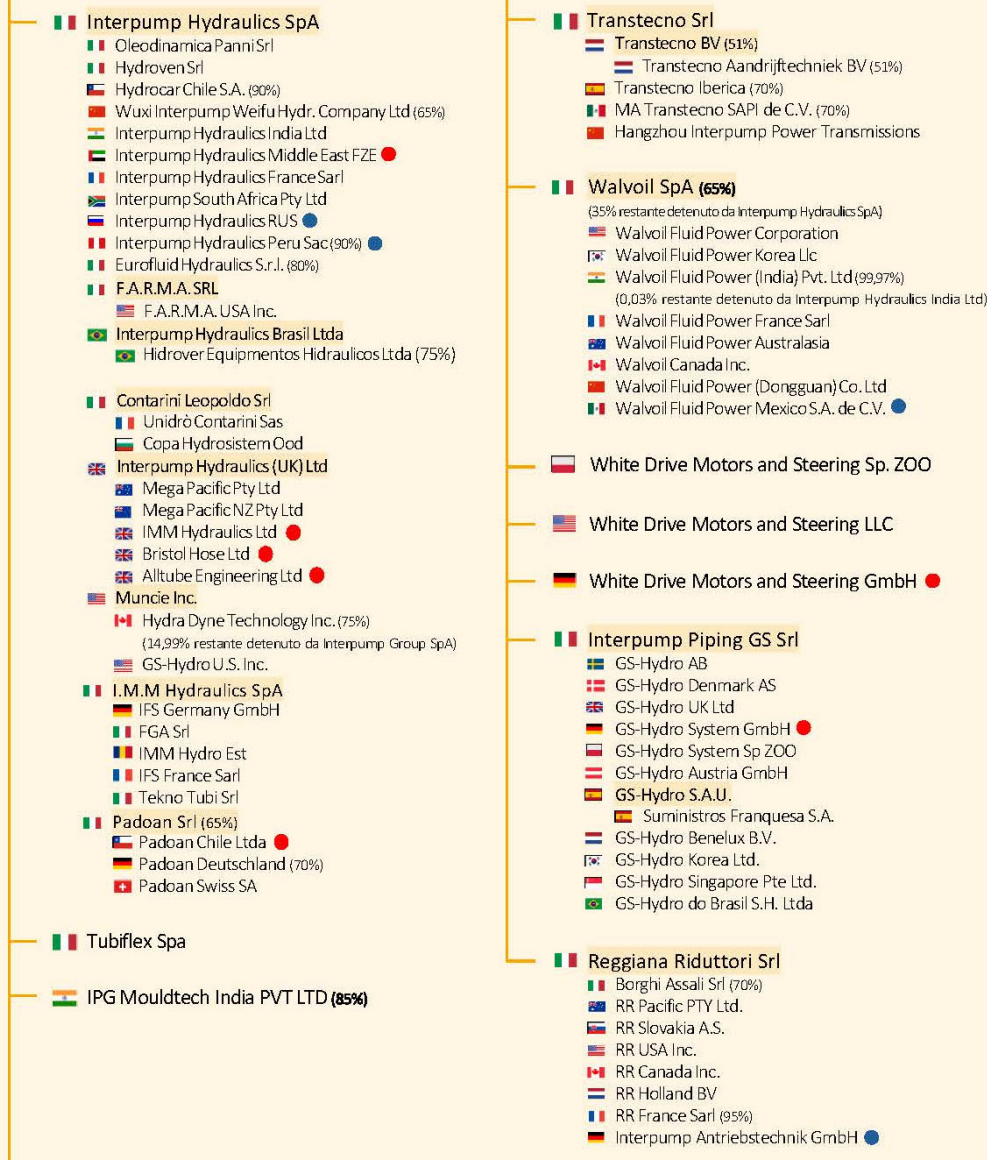 Interpump Hydraulics SpA
Oleodinamica Panni Srl
Hydroven Srl
Hydrocar Chile S.A. (90%)
Wuxi Interpump Weifu Hydr. Company Ltd (65%)
Interpump Hydraulics India Ltd
Interpump Hydraulics Middle East FZE
Interpump Hydraulics France Sarl
Interpump South Africa Pty Ltd
Interpump Hydraulics RUS
Interpump Hydraulics Peru Sac (90%)
Eurofluid Hydraulics S.r.l. (80%)
F.A.R.M.A. SRL
F.A.R.M.A. USA Inc.
Interpump Hydraulics Brasil Ltda
Hidrover Equipmentos Hidraulicos Ltda (75%)
Contarini Leopoldo Srl
Unidrò Contarini Sas
Copa Hydrosistem Ood
Interpump Hydraulics (UK) Ltd
Mega Pacific Pty Ltd
Mega Pacific NZ Pty Ltd
IMM Hydraulics Ltd
Bristol Hose Ltd
Alltube Engineering Ltd
Muncie Inc.
Hydra Dyne Technology Inc. (75%)
(14,99% restante detenuto da Interpump Group SpA)
GS-Hydro U.S. Inc.
I.M.M Hydraulics SpA
IFS Germany GmbH
FGA Srl
IMM Hydro Est
IFS France Sarl
Tekno Tubi Srl
Padoan Srl (65%)
Padoan Chile Ltda
Padoan Deutschland (70%)
Padoan Swiss SA
Tubiflex Spa
IPG Mouldtech India PVT LTD (85%)
Transtecno Srl
Transtecno BV (51%)
Transtecno Aandrijftechniek BV (51%)
Transtecno Iberica (70%)
MA Transtecno SAPI de C.V. (70%)
Hangzhou Interpump Power Transmissions
Walvoil SpA (65%)
(35% restante detenuto da Interpump Hydraulics SpA)
Walvoil Fluid Power Corporation
Walvoil Fluid Power Korea Llc
Walvoil Fluid Power (India) Pvt. Ltd (99,97%)
(0,03% restante detenuto da Interpump Hydraulics India Ltd)
Walvoil Fluid Power France Sarl
Walvoil Fluid Power Australasia
Walvoil Canada Inc.
Walvoil Fluid Power (Dongguan) Co. Ltd
Walvoil Fluid Power Mexico S.A. de C.V.
White Drive Motors and Steering Sp. ZOO
White Drive Motors and Steering LLC
White Drive Motors and Steering GmbH
Interpump Piping GS Srl
GS-Hydro AB
GS-Hydro Denmark AS
GS-Hydro UK Ltd
GS-Hydro System GmbH
GS-Hydro System Sp ZOO
GS-Hydro Austria GmbH
GS-Hydro S.A.U.
Suministros Franquesa S.A.
GS-Hydro Benelux B.V.
GS-Hydro Korea Ltd.
GS-Hydro Singapore Pte Ltd.
GS-Hydro do Brasil S.H. Ltda
Reggiana Riduttori Srl
Borghi Assali Srl (70%)
RR Pacific PTY Ltd.
RR Slovakia A.S.
RR USA Inc.
RR Canada Inc.
RR Holland BV
RR France Sarl (95%)
Interpump Antriebstechnik GmbH